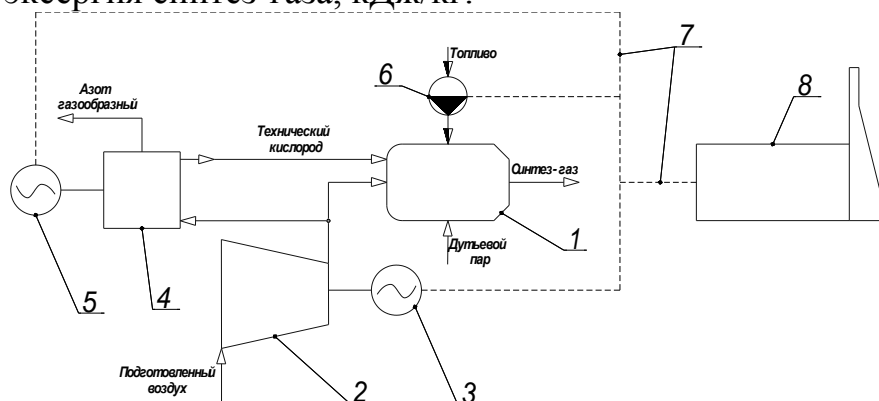 эксергия синтез-газа, кДж/кг.
Топливо
7
6
8
Азот
газообразный
Технический
кислород
Синтез-газ
Дутьевой
пар
1
5
4
Подготовленный
воздух
2
3